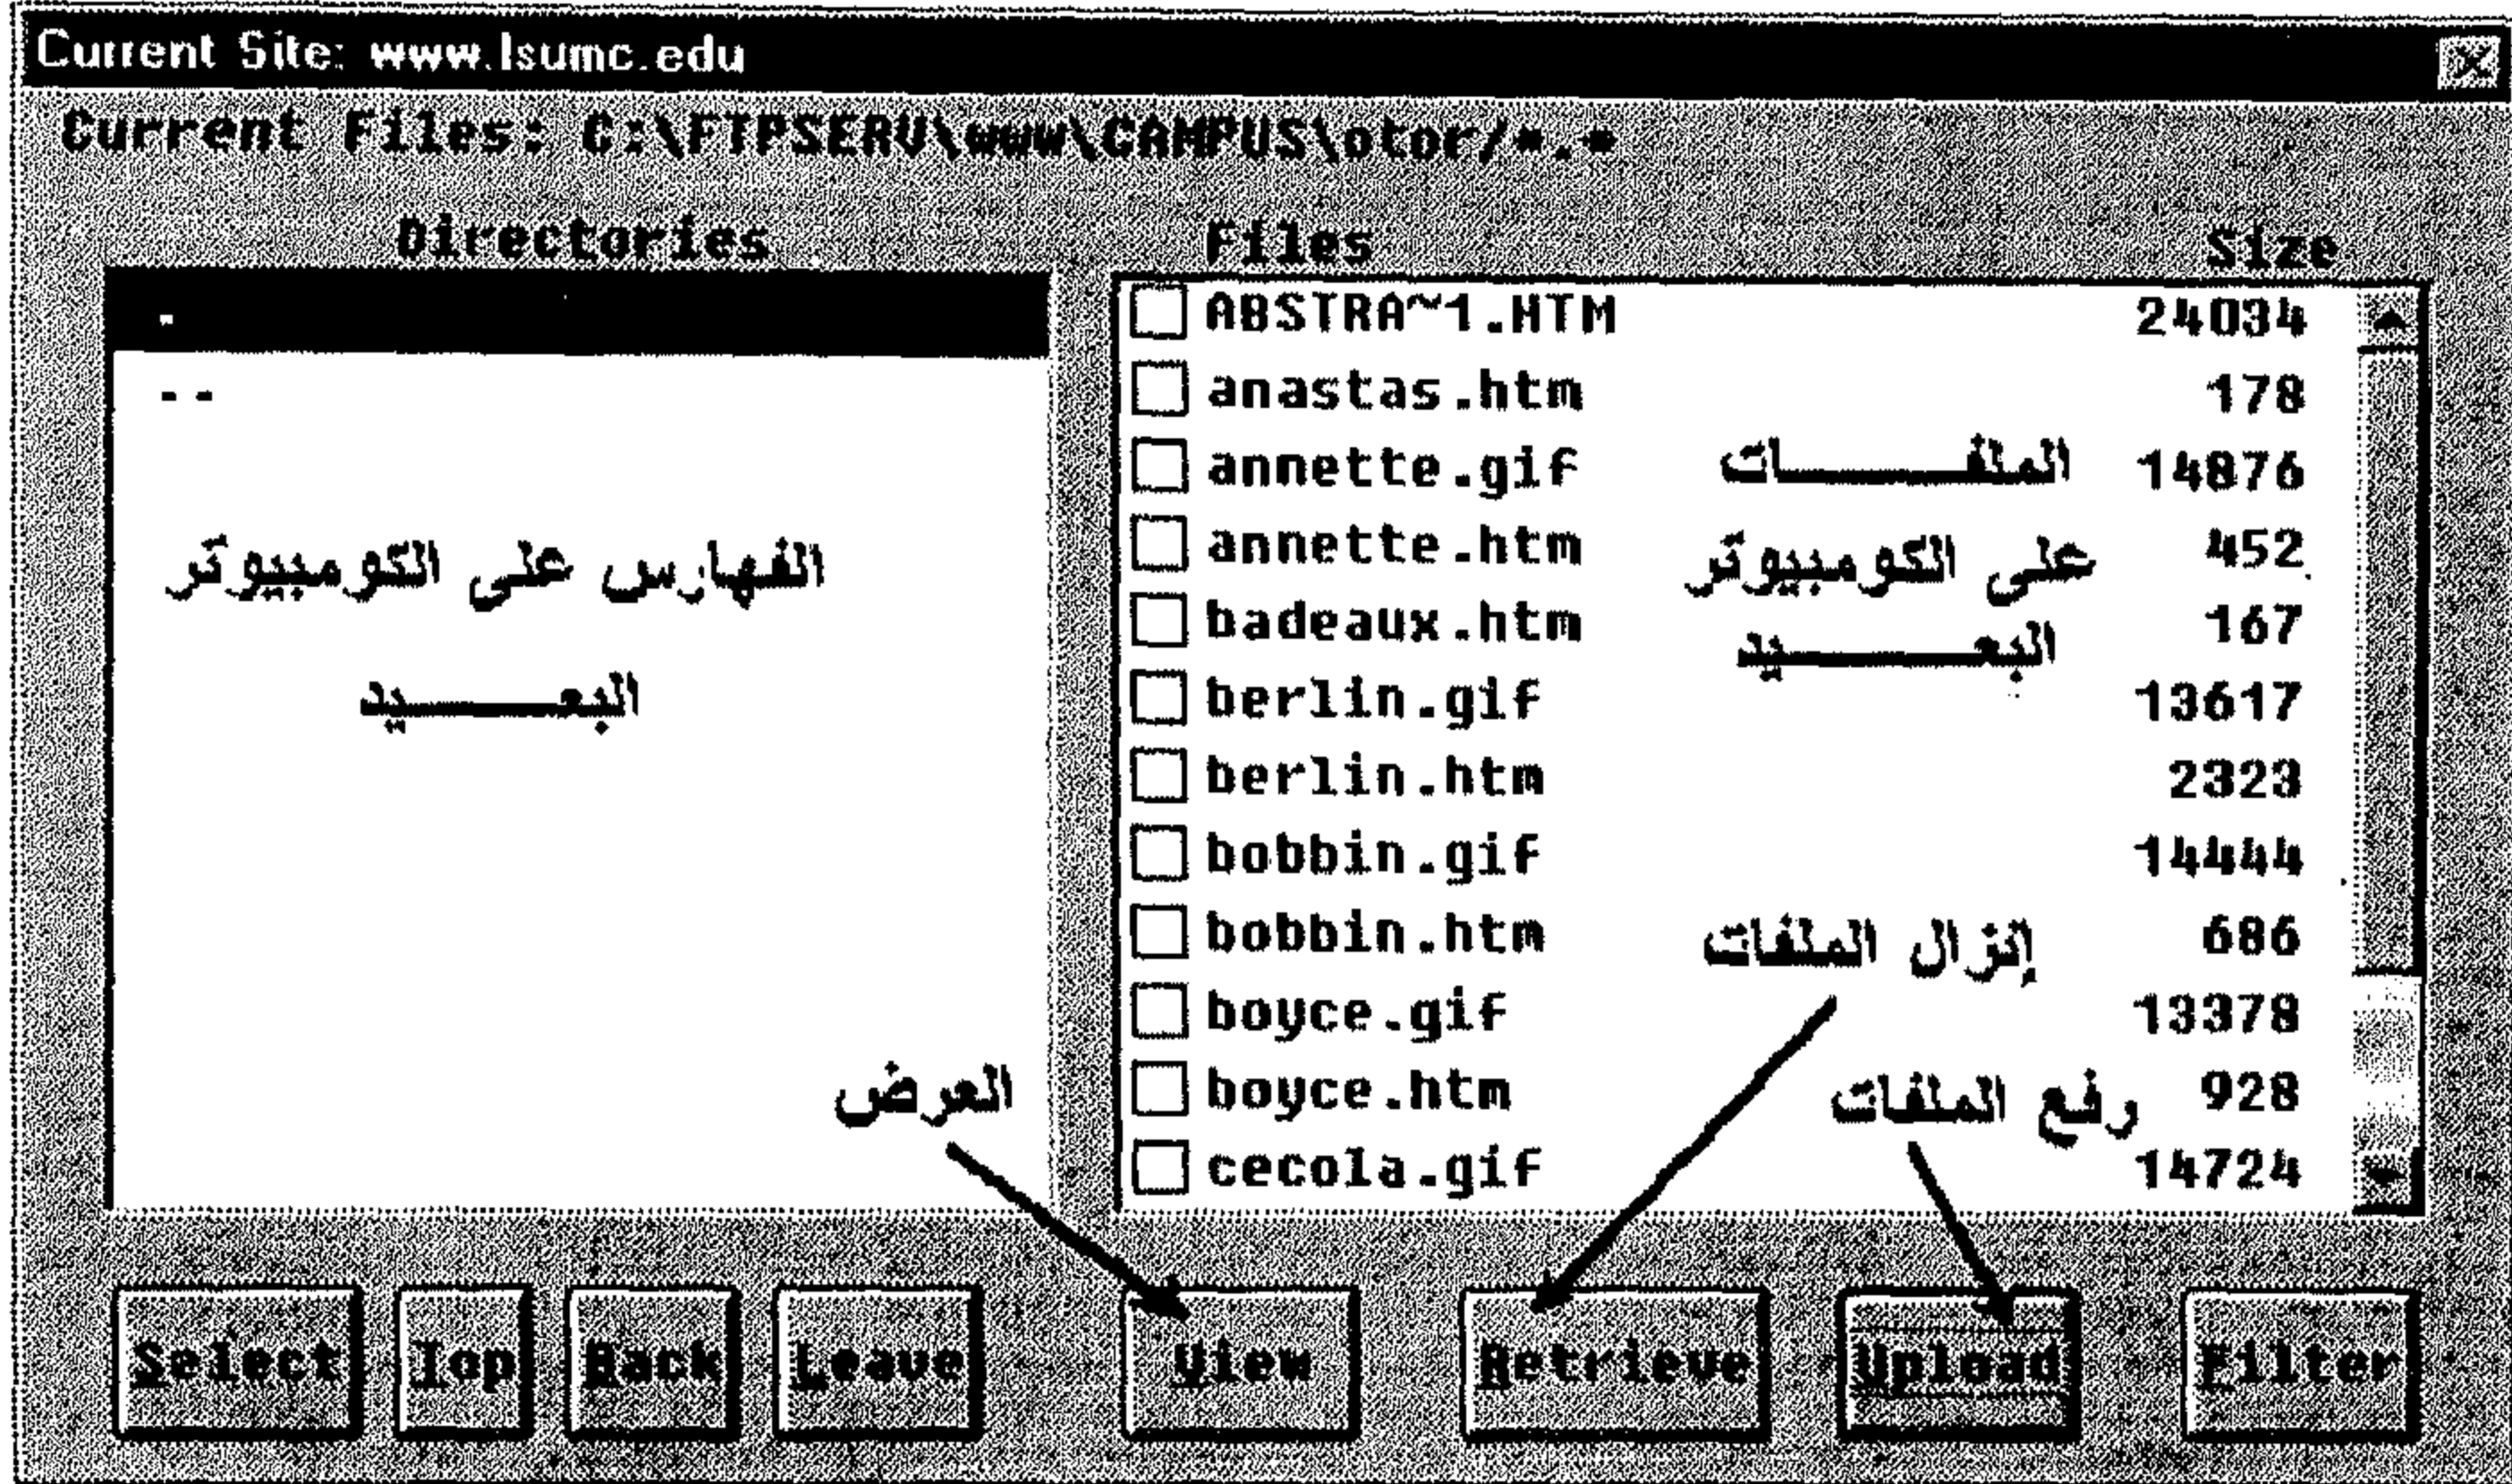 Current Site: www.lsumc.edu
Current Files: C:\FTPSERV\www\CAMPUS\otor/*.*
Directories
.
..
الفهارس على الكومبيوتر
البعــــيد
العرض
Files Size
ABSTRA~1.HTM 24034
anastas.htm 178
annette.gif 14876
annette.htm 452
badeaux.htm 167
berlin.gif 13617
berlin.htm 2323
bobbin.gif 14444
bobbin.htm 686
boyce.gif 13378
boyce.htm 928
cecola.gif 14724
الملفــــات
على الكومبيوتر
البعــــيد
إنزال الملفات
رفع الملفات
Select Top Back Leave View Retrieve Upload Filter